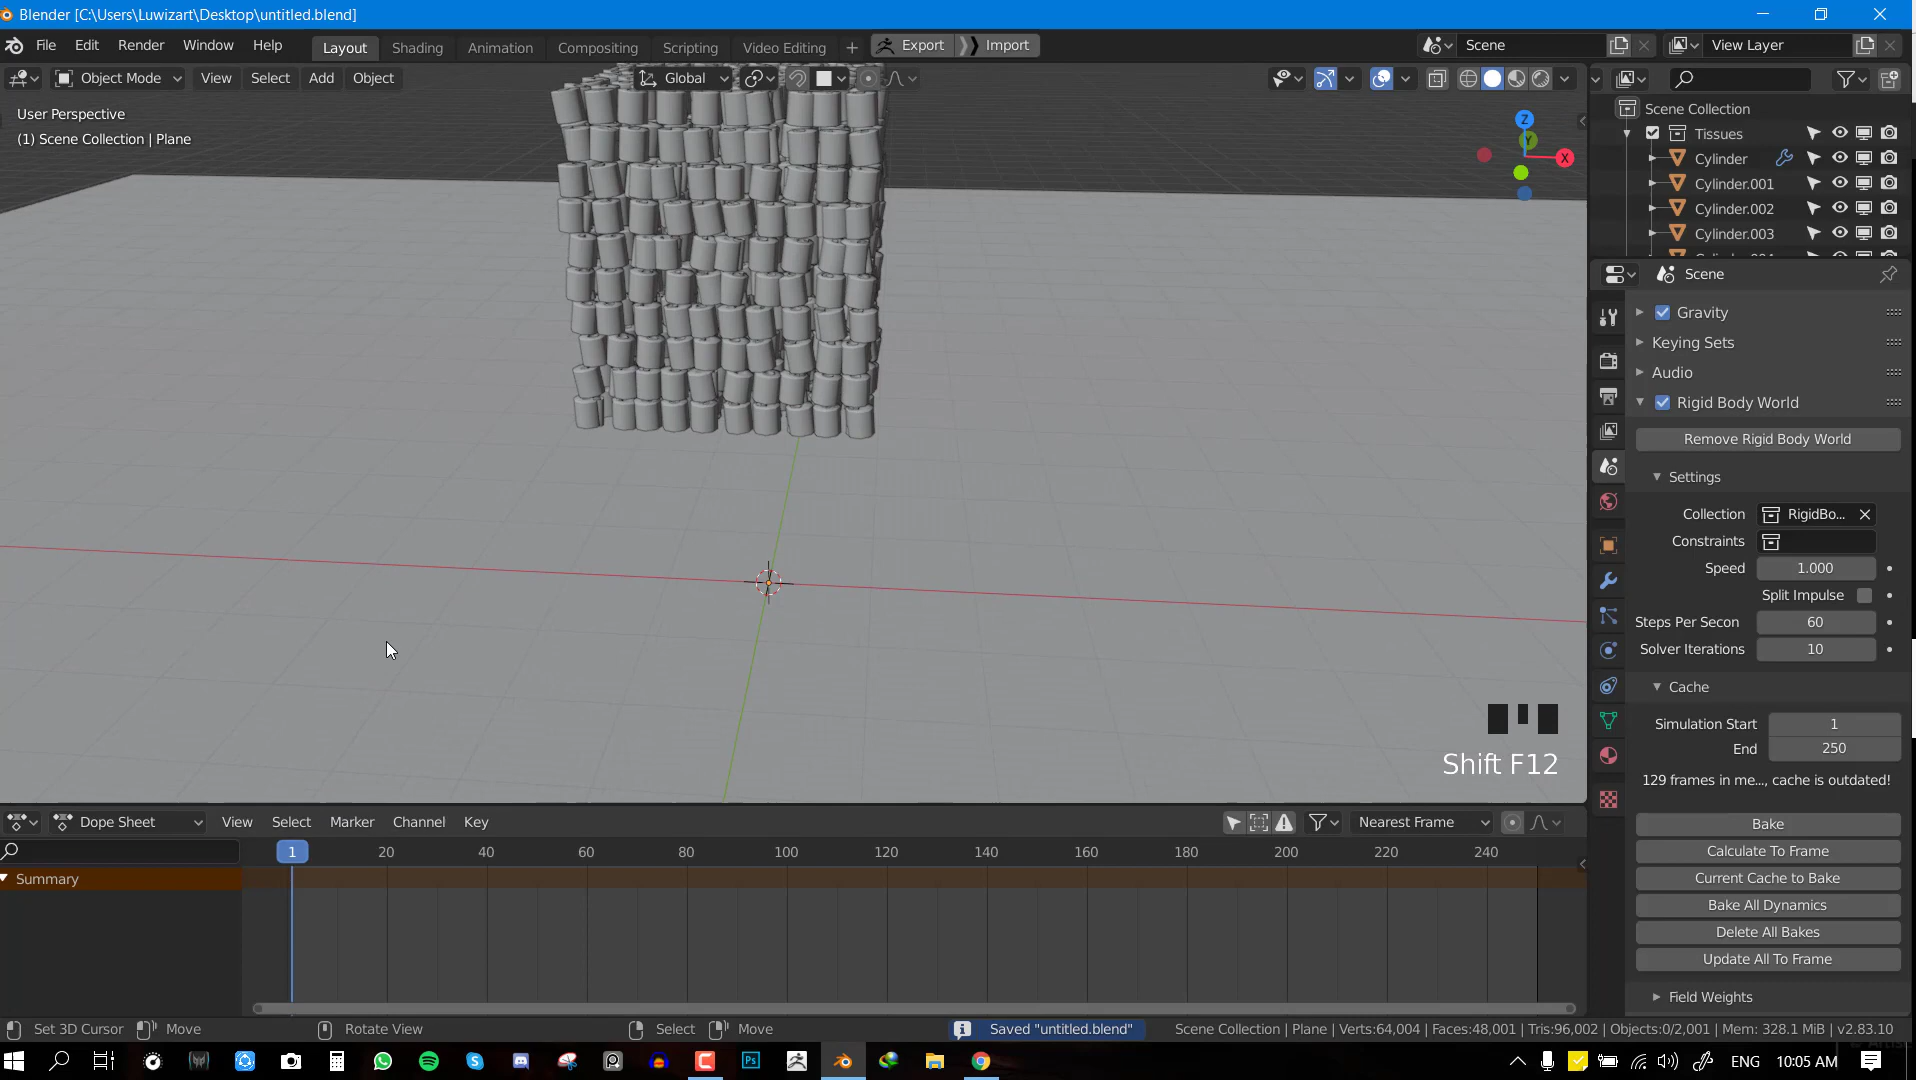 Blender [C:\Users\Luwizart\Desktop\untitled.blend]
File Edit Render Window Help Layout Shading Animation Compositing Scripting Video Editing + Export Import Scene View Layer
Object Mode View Select Add Object Global
User Perspective
(1) Scene Collection | Plane
Z
Y
X
Scene Collection
Tissues
Cylinder
Cylinder.001
Cylinder.002
Cylinder.003
Scene
Gravity
Keying Sets
Audio
Rigid Body World
Remove Rigid Body World
Settings
Collection RigidBo...
Constraints
Speed 1.000
Split Impulse
Steps Per Secon 60
Solver Iterations 10
Cache
Simulation Start 1
End 250
129 frames in me..., cache is outdated!
Bake
Calculate To Frame
Current Cache to Bake
Bake All Dynamics
Delete All Bakes
Update All To Frame
Field Weights
Shift F12
Dope Sheet View Select Marker Channel Key Nearest Frame
1 20 40 60 80 100 120 140 160 180 200 220 240
Summary
Set 3D Cursor Move Rotate View Select Move Saved "untitled.blend" Scene Collection | Plane | Verts:64,004 | Faces:48,001 | Tris:96,002 | Objects:0/2,001 | Mem: 328.1 MiB | v2.83.10
ENG 10:05 AM